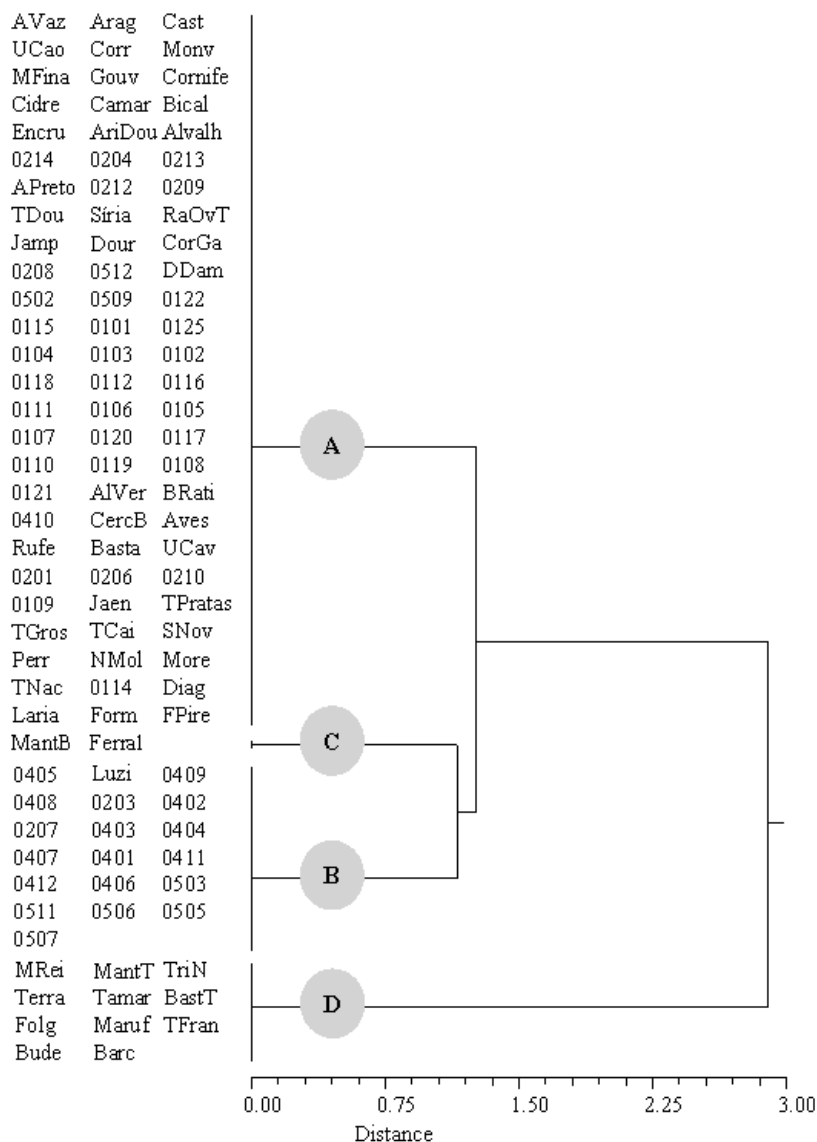 AVaz Arag Cast
UCao Corr Monv
MFina Gouv Cornife
Cidre Camar Bical
Encru AriDou Alvalh
0214 0204 0213
APreto 0212 0209
TDou Síria RaOvT
Jamp Dour CorGa
0208 0512 DDam
0502 0509 0122
0115 0101 0125
0104 0103 0102
0118 0112 0116
0111 0106 0105
0107 0120 0117
A
0110 0119 0108
0121 AlVer BRati
0410 CercB Aves
Rufe Basta UCav
0201 0206 0210
0109 Jaen TPratas
TGros TCai SNov
Perr NMol More
TNac 0114 Diag
Laria Form FPire
MantB Ferral
C
0405 Luzi 0409
0408 0203 0402
0207 0403 0404
0407 0401 0411
0412 0406 0503
B
0511 0506 0505
0507
MRei MantT TriN
Terra Tamar BastT
D
Folg Maruf TFran
Bude Barc
0.00 0.75 1.50 2.25 3.00
Distance